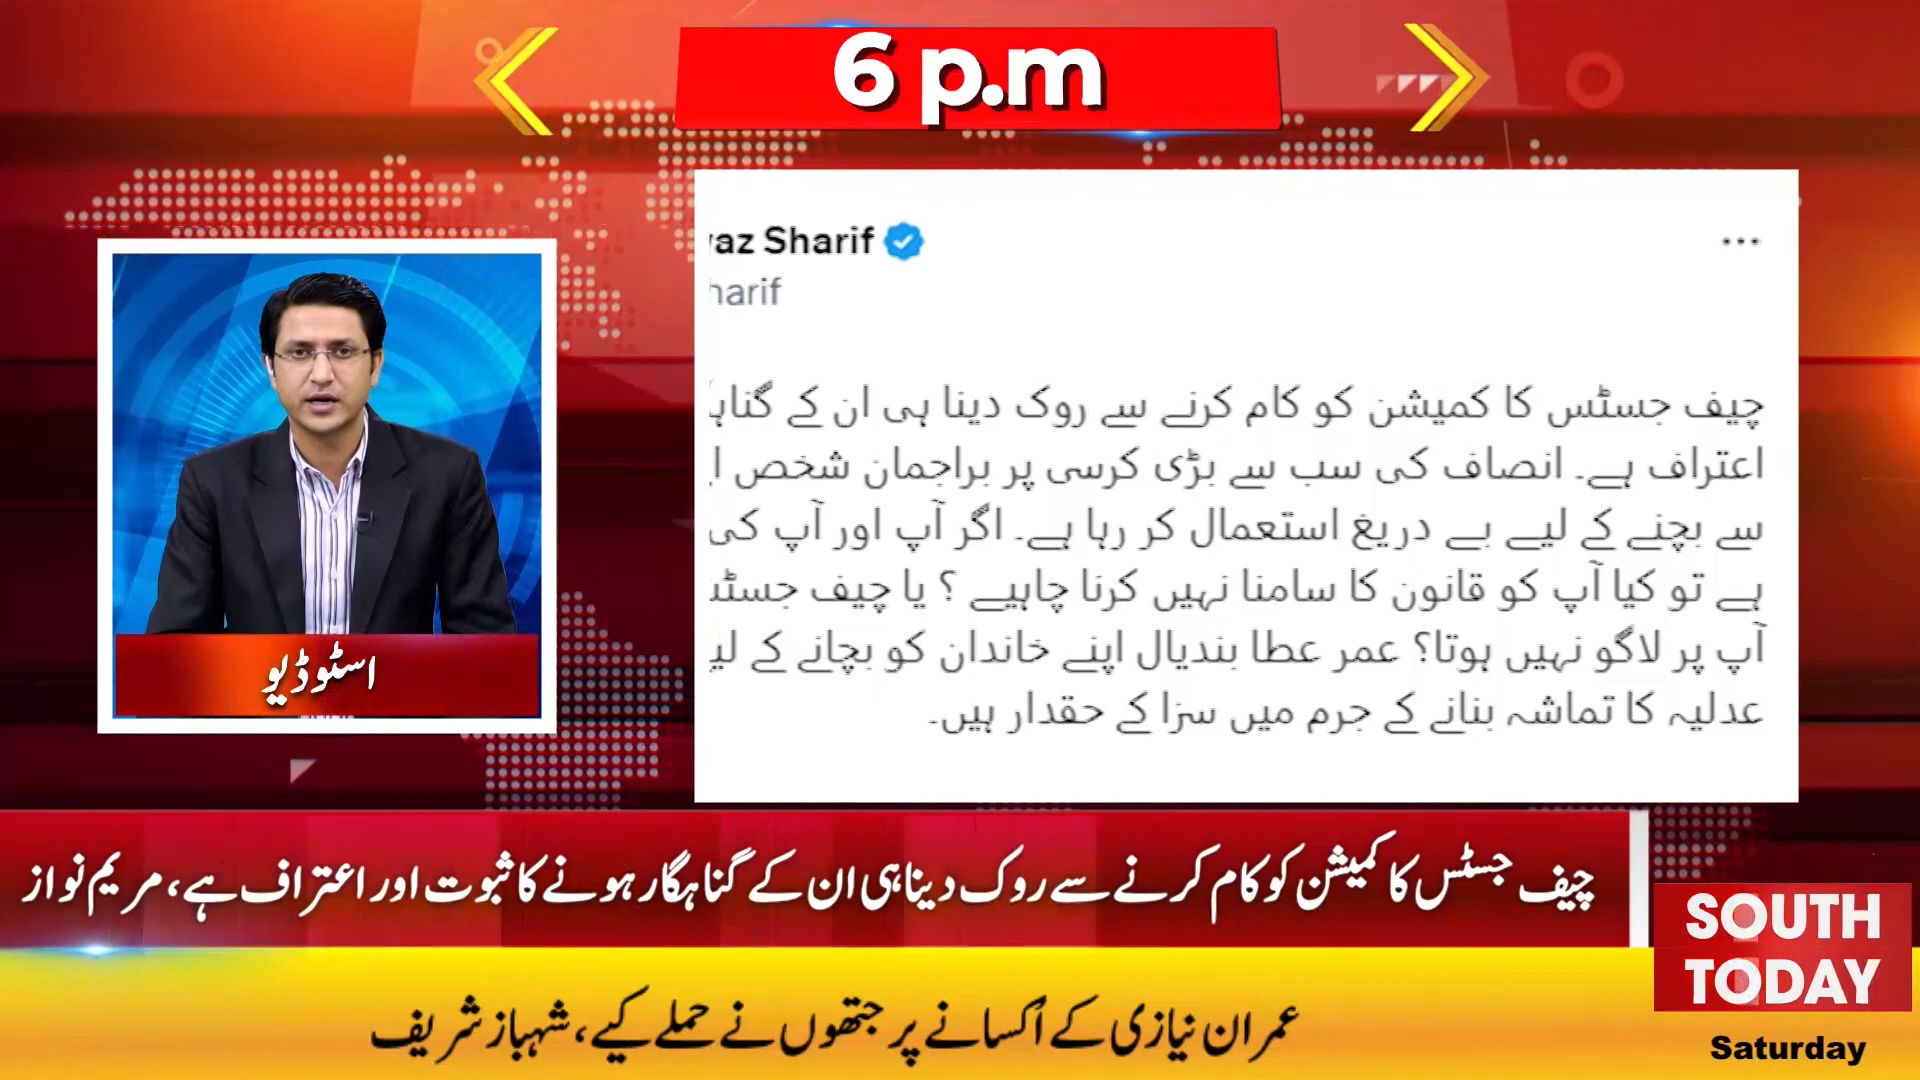 6 p.m
waz Sharif
harif
چیف جسٹس کا کمیشن کو کام کرنے سے روک دینا ہی ان کے
اعتراف ہے۔ انصاف کی سب سے بڑی کرسی پر براجمان شخص
سے بچنے کے لیے بے دریغ استعمال کر رہا ہے۔ اگر آپ اور آپ کی
ہے تو کیا آپ کو قانون کا سامنا نہیں کرنا چاہیے ؟ یا چیف
آپ پر لاگو نہیں ہوتا؟ عمر عطا بندیال اپنے خاندان کو بچانے کے
عدلیہ کا تماشہ بنانے کے جرم میں سزا کے حقدار ہیں۔
اسٹوڈیو
چیف جسٹس کا کمیشن کو کام کرنے سے روک دینا ہی ان کے گناہگار ہونے کا ثبوت اور اعتراف ہے، مریم نواز
عمران نیازی کے اُکسانے پر جتھوں نے حملے کیے، شہباز شریف
SOUTH
TODAY
Saturday